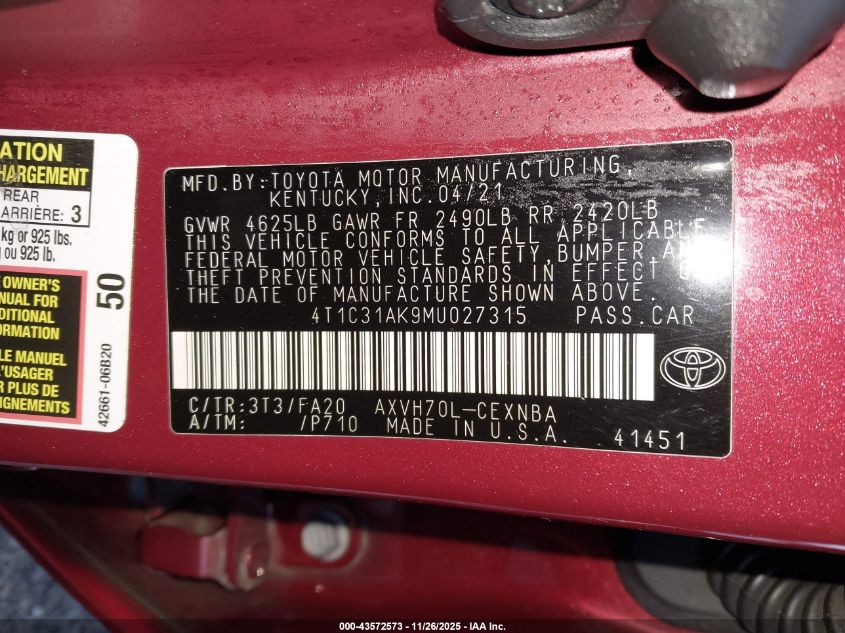 ATION
HARGEMENT
REAR
ARRIÈRE: 3
kg or 925 lbs.
ou 925 lb.
OWNER'S
NUAL FOR
DITIONAL
ORMATION
LE MANUEL
'USAGER
R PLUS DE
IGNEMENTS
50
42661-06B20
MFD.BY:TOYOTA MOTOR MANUFACTURING,
KENTUCKY,INC.04/21
GVWR 4625LB GAWR FR 2490LB RR 2420LB
THIS VEHICLE CONFORMS TO ALL APPLICABLE
FEDERAL MOTOR VEHICLE SAFETY,BUMPER,
THEFT PREVENTION STANDARDS IN EFFECT
THE DATE OF MANUFACTURE SHOWN ABOVE.
4T1C31AK9MU027315 PASS.CAR
C/TR:3T3/FA20 AXVH70L-CEXNBA
A/TM: /P710 MADE IN U.S.A. 41451
000-43572573 - 11/26/2025 - IAA Inc.